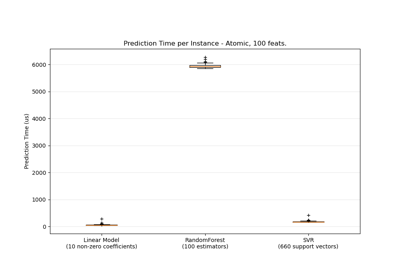 Prediction Time per Instance - Atomic, 100 feats.
Prediction Time (us)
6000
5000
4000
3000
2000
1000
0
Linear Model
(10 non-zero coefficients)
RandomForest
(100 estimators)
SVR
(660 support vectors)